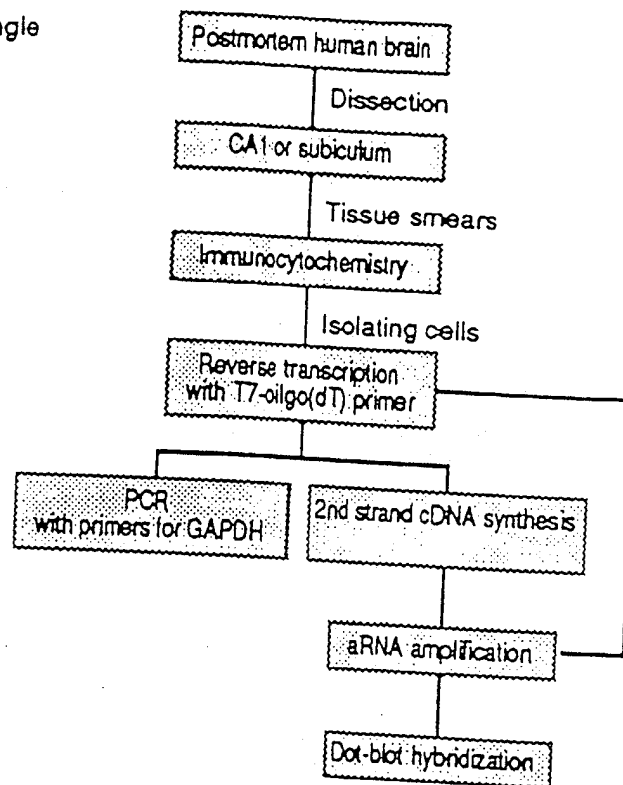 ngle
Postmortem human brain
Dissection
CA1 or subiculum
Tissue smears
Immunocytochemistry
Isolating cells
Reverse transcription
with T7-oilgo(dT) primer
PCR
with primers for GAPDH
2nd strand cDNA synthesis
aRNA amplification
Dot-blot hybridization